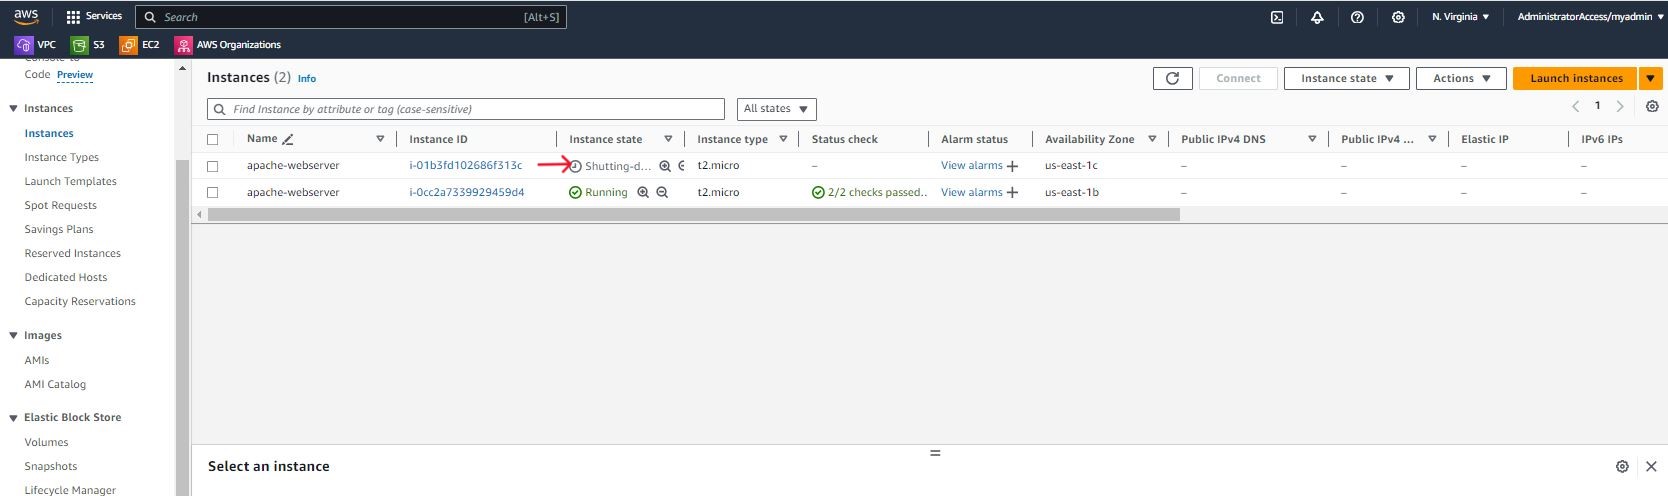 aws Services Search [Alt+S] N. Virginia AdministratorAccess/myadmin
VPC S3 EC2 AWS Organizations
Console-to-
Code Preview
Instances
Instances
Instance Types
Launch Templates
Spot Requests
Savings Plans
Reserved Instances
Dedicated Hosts
Capacity Reservations
Images
AMIs
AMI Catalog
Elastic Block Store
Volumes
Snapshots
Lifecycle Manager
Instances (2) Info Connect Instance state Actions Launch instances
Find Instance by attribute or tag (case-sensitive) All states 1
Name Instance ID Instance state Instance type Status check Alarm status Availability Zone Public IPv4 DNS Public IPv4 ... Elastic IP IPv6 IPs
apache-webserver i-01b3fd102686f313c Shutting-d... t2.micro – View alarms + us-east-1c – – – –
apache-webserver i-0cc2a7339929459d4 Running t2.micro 2/2 checks passed.. View alarms + us-east-1b – – – –
Select an instance